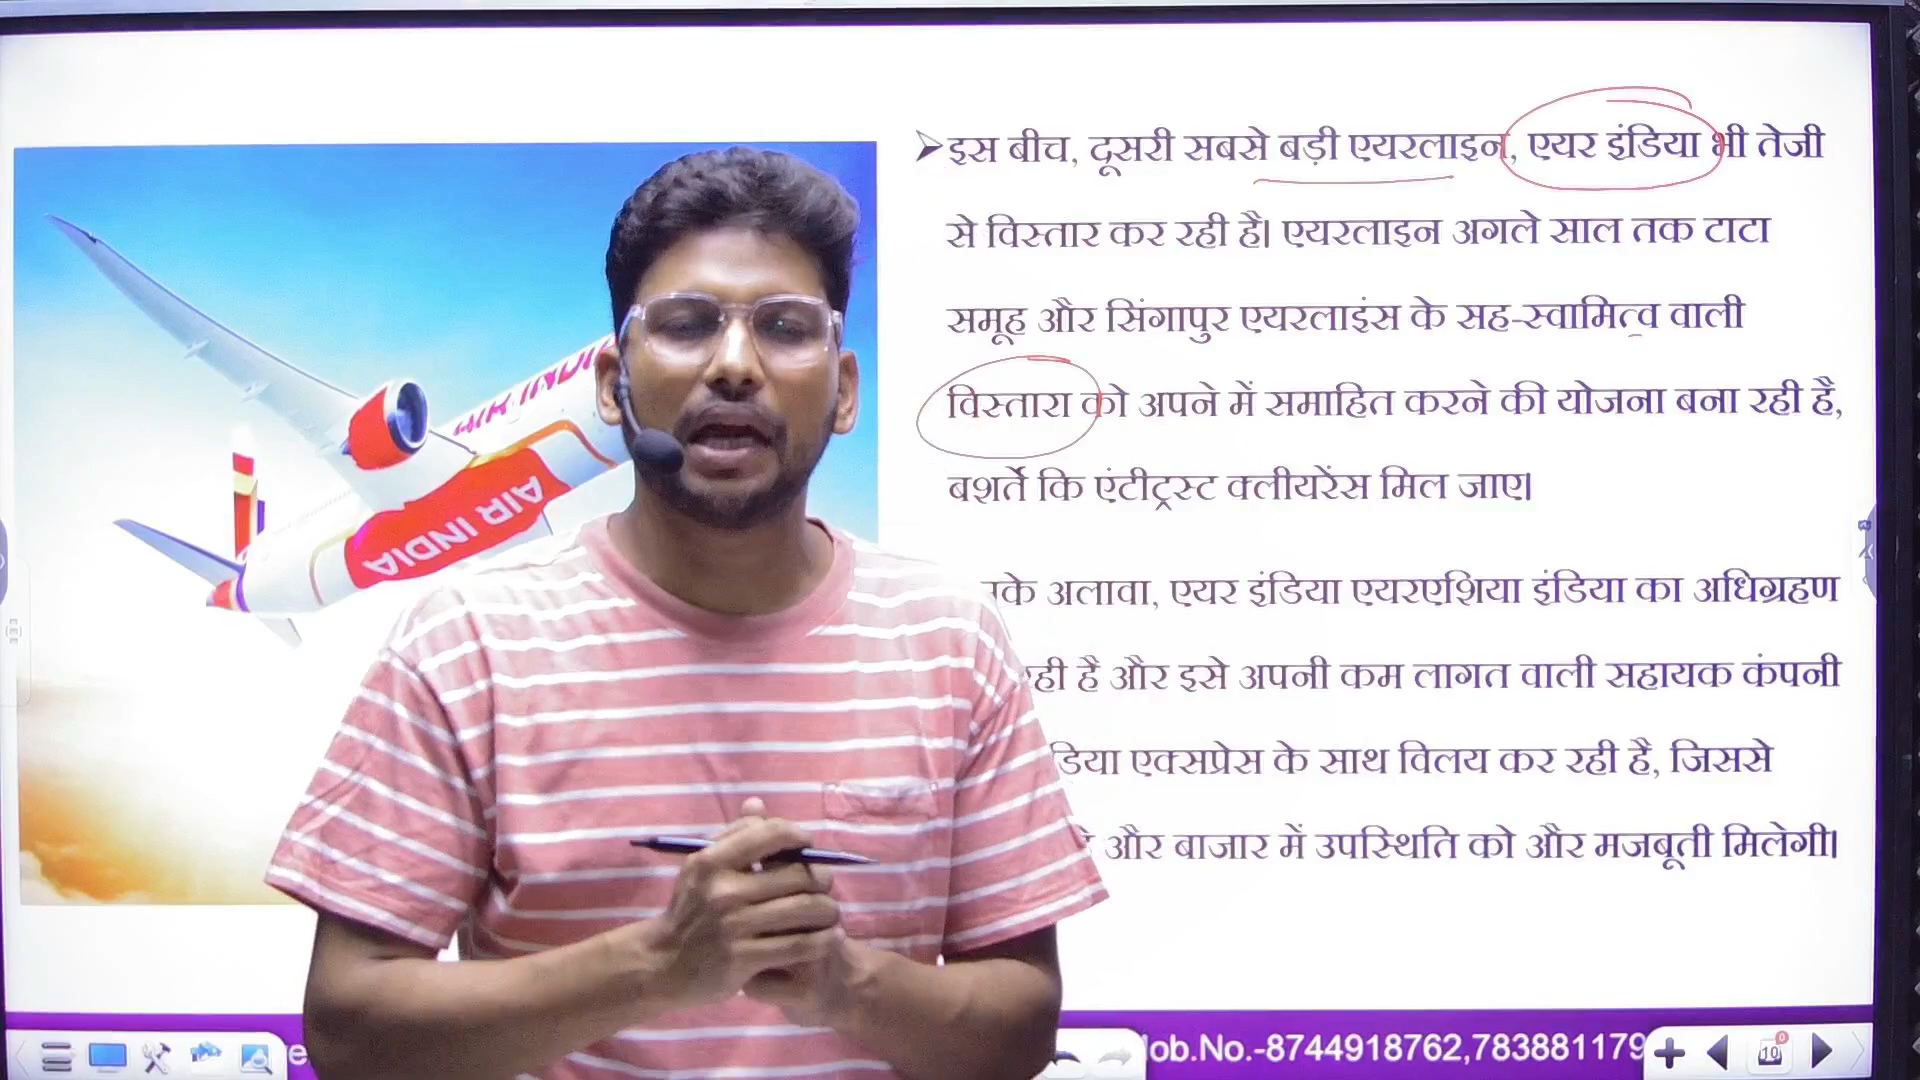 इस बीच, दूसरी सबसे बड़ी एयरलाइन, एयर इंडिया भी तेजी
से विस्तार कर रही है। एयरलाइन अगले साल तक टाटा
समूह और सिंगापुर एयरलाइंस के सह-स्वामित्व वाली
विस्तारा को अपने में समाहित करने की योजना बना रही है,
बशर्ते कि एंटीट्रस्ट क्लीयरेंस मिल जाए।
के अलावा, एयर इंडिया एयरएशिया इंडिया का अधिग्रहण
रही है और इसे अपनी कम लागत वाली सहायक कंपनी
एक्सप्रेस के साथ विलय कर रही है, जिससे
और बाजार में उपस्थिति को और मजबूती मिलेगी।
AIR INDIA
AIR INDIA
ob.No.-8744918762,783881179
10